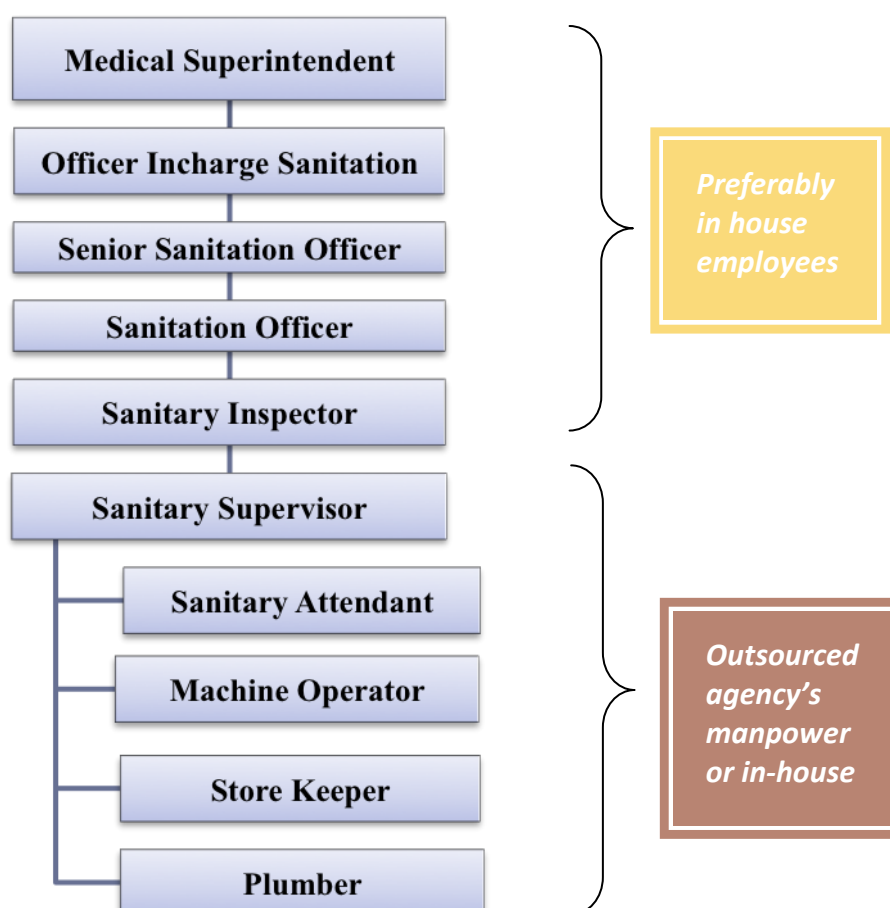 Medical Superintendent
Officer Incharge Sanitation
Senior Sanitation Officer
Sanitation Officer
Sanitary Inspector
Preferably
in house
employees
Sanitary Supervisor
Sanitary Attendant
Machine Operator
Store Keeper
Plumber
Outsourced
agency’s
manpower
or in-house